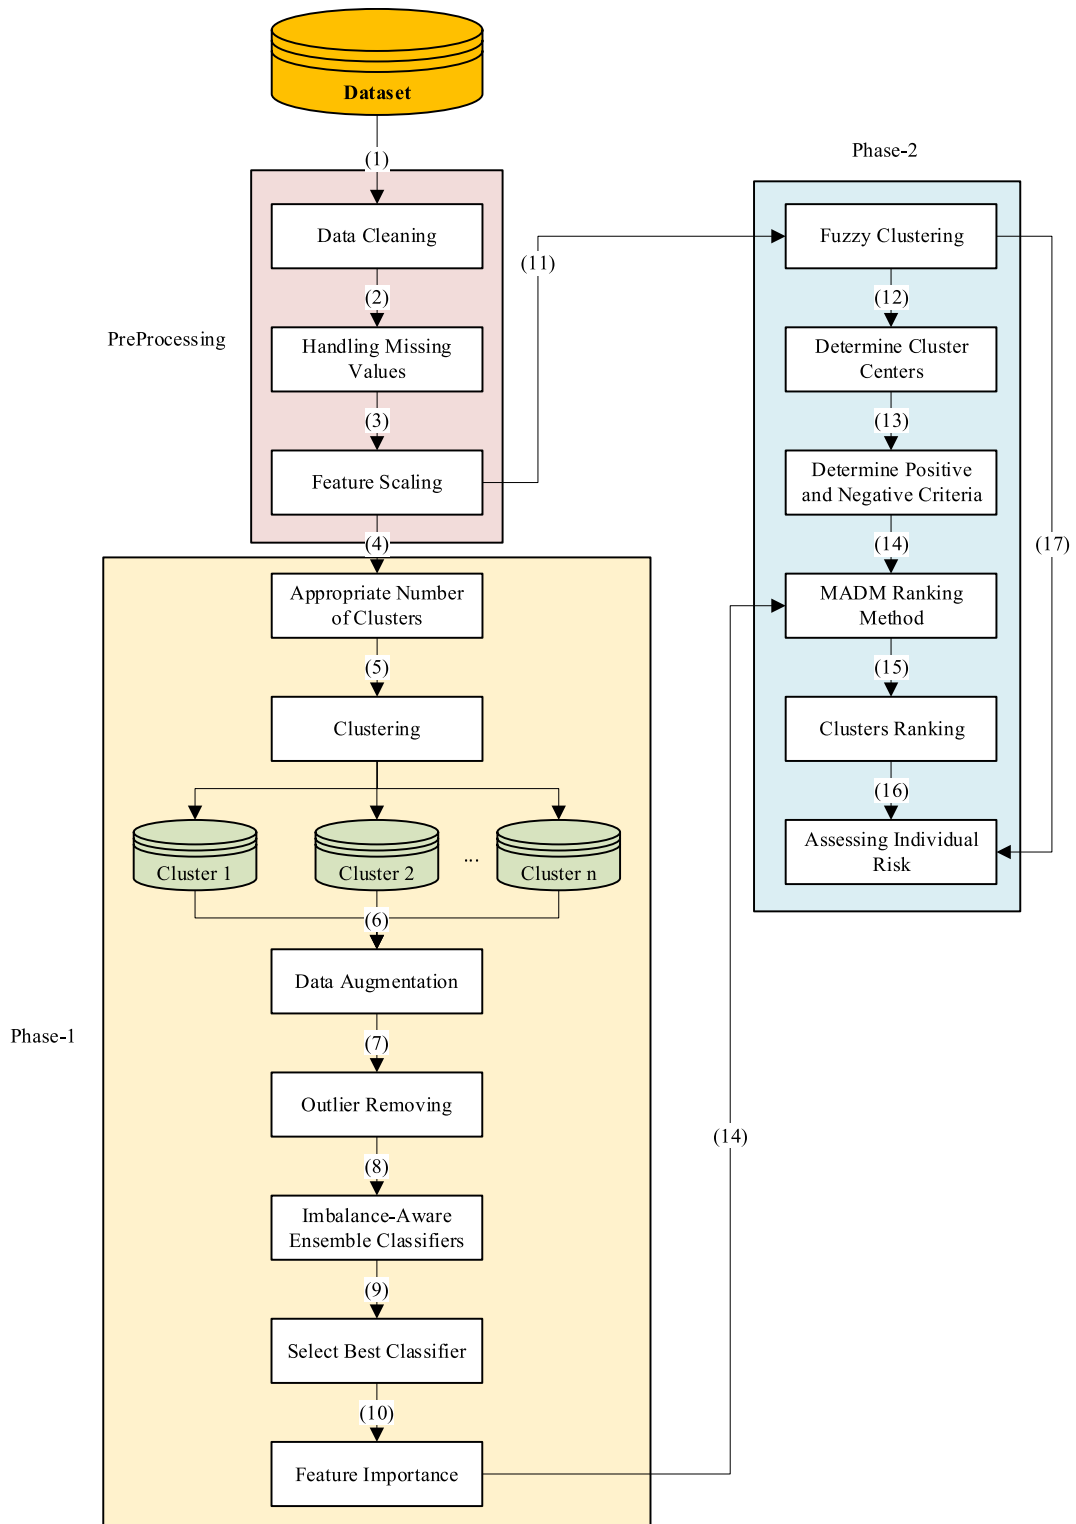 Dataset
(1)
PreProcessing
Data Cleaning
(2)
Handling Missing
Values
(3)
Feature Scaling
(4)
(11)
Phase-1
Appropriate Number
of Clusters
(5)
Clustering
Cluster 1
Cluster 2
...
Cluster n
(6)
Data Augmentation
(7)
Outlier Removing
(8)
Imbalance-Aware
Ensemble Classifiers
(9)
Select Best Classifier
(10)
Feature Importance
(14)
Phase-2
Fuzzy Clustering
(12)
Determine Cluster
Centers
(13)
Determine Positive
and Negative Criteria
(14)
MADM Ranking
Method
(15)
Clusters Ranking
(16)
Assessing Individual
Risk
(17)